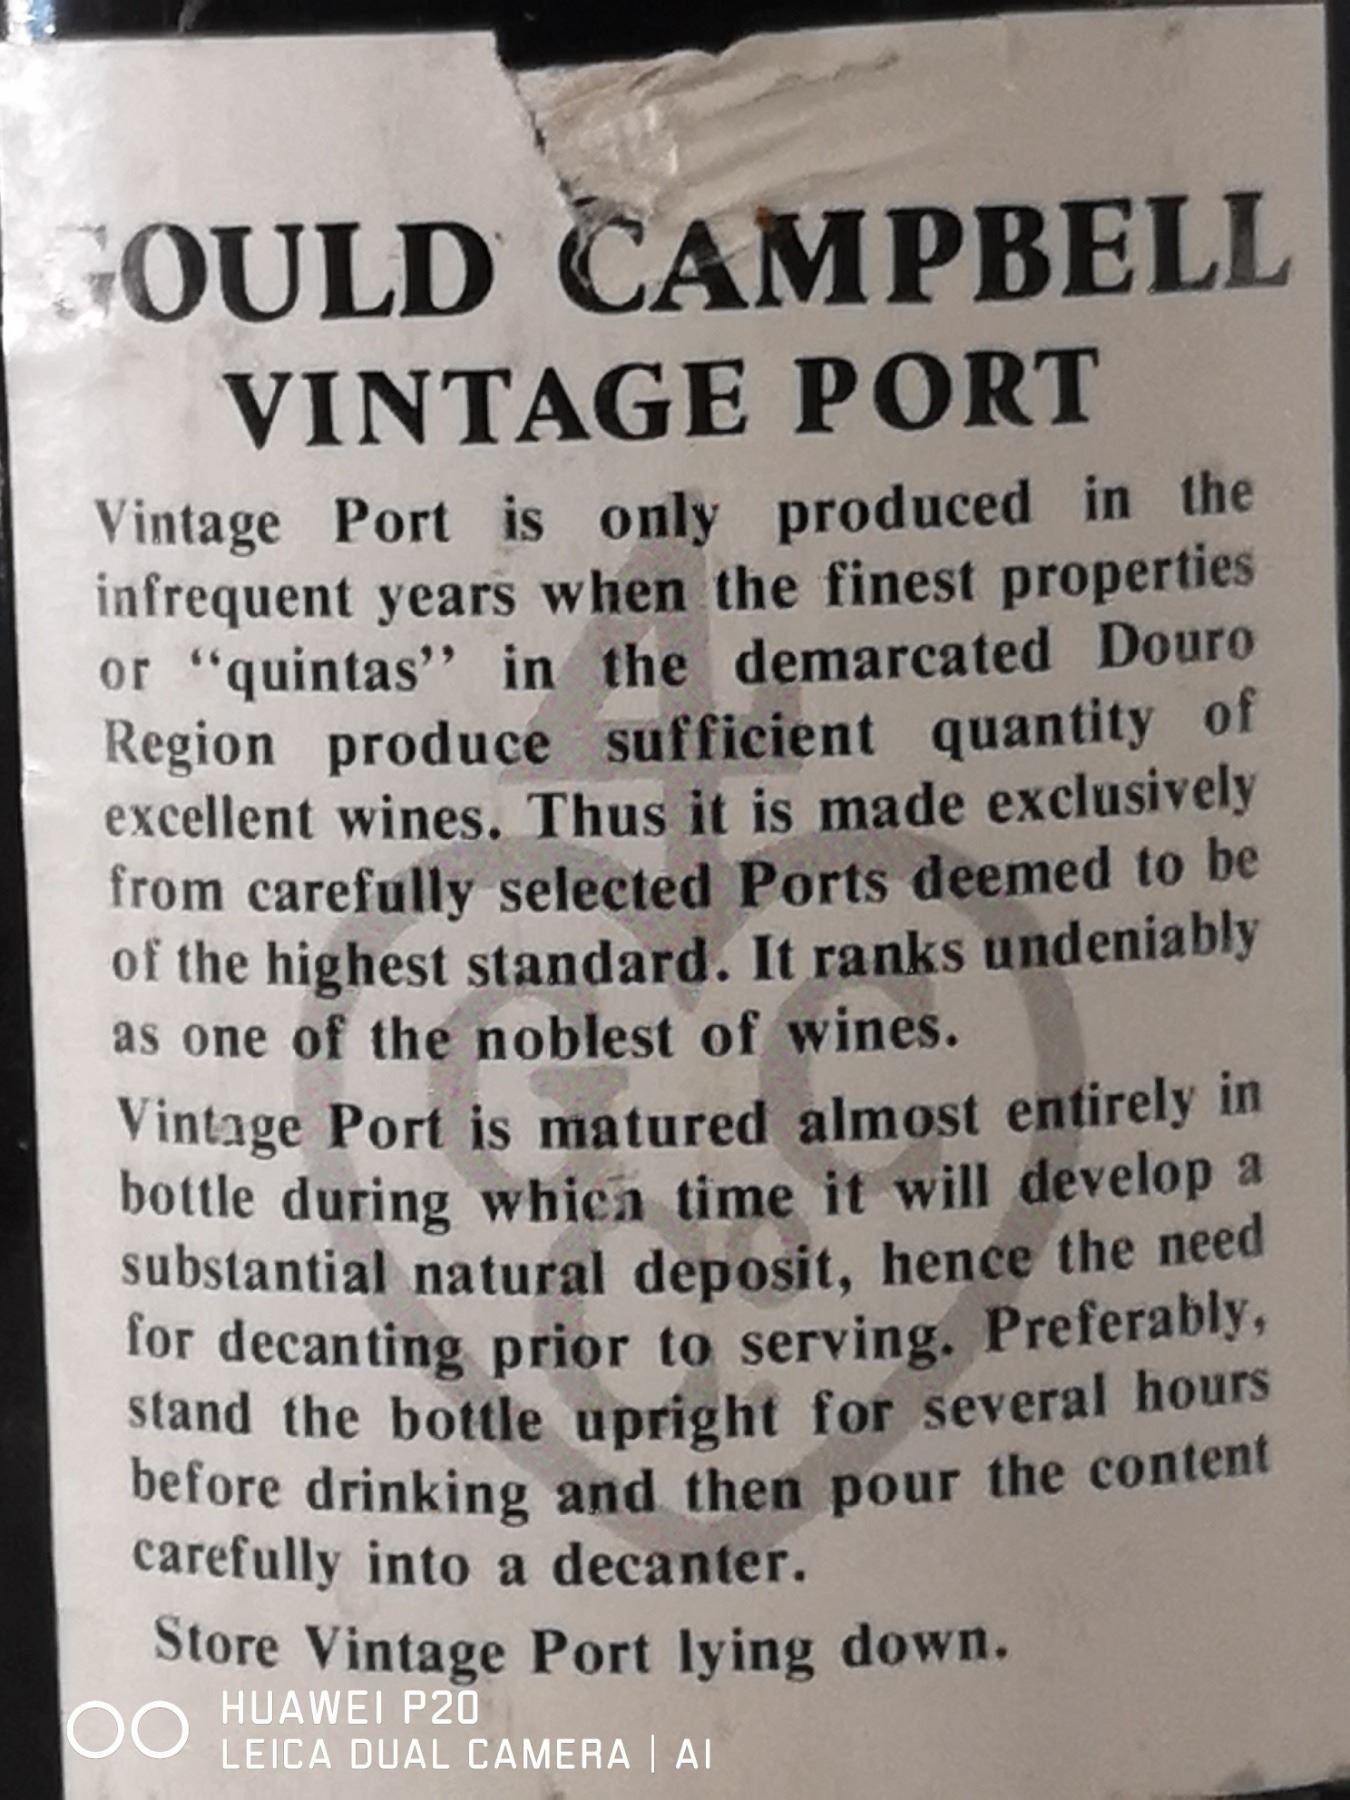 GOULD CAMPBELL
VINTAGE PORT
Vintage Port is only produced in the
infrequent years when the finest properties
or “quintas” in the demarcated Douro
Region produce sufficient quantity of
excellent wines. Thus it is made exclusively
from carefully selected Ports deemed to be
of the highest standard. It ranks undeniably
as one of the noblest of wines.
Vintage Port is matured almost entirely in
bottle during which time it will develop a
substantial natural deposit, hence the need
for decanting prior to serving. Preferably,
stand the bottle upright for several hours
before drinking and then pour the content
carefully into a decanter.
Store Vintage Port lying down.
4
G C
Co
HUAWEI P20
LEICA DUAL CAMERA | AI